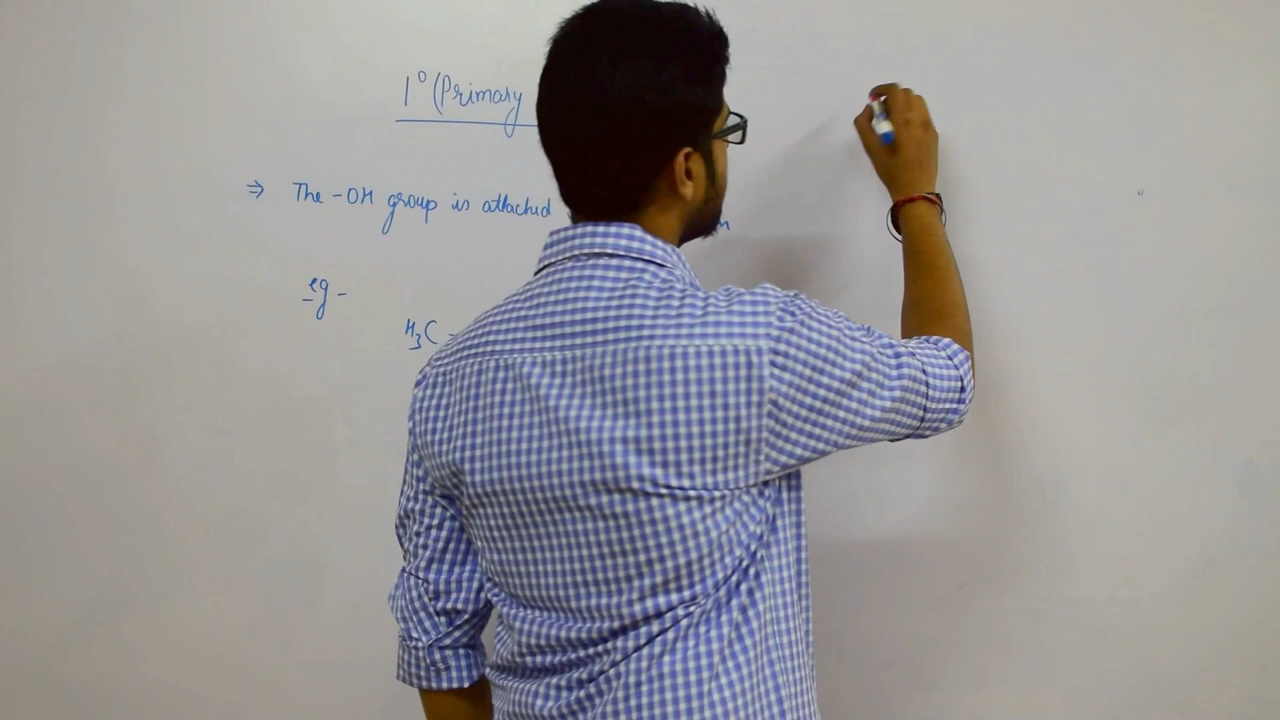 1° (Primary
⇒ The -OH group is attached
eg -
H₃C -